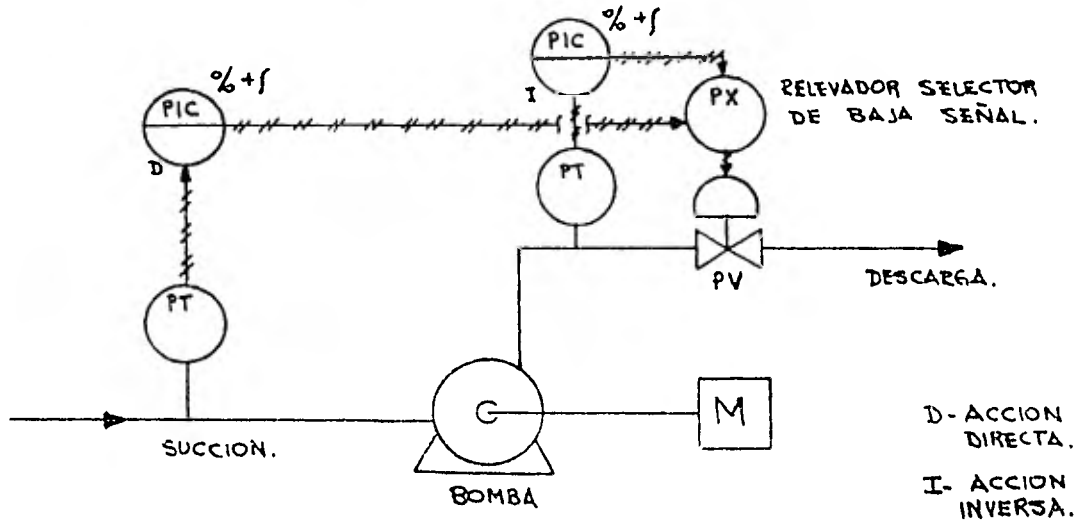 PIC
% + ∫
I
PX
RELEVADOR SELECTOR
DE BAJA SEÑAL.
PIC
% + ∫
D
PT
PT
PV
DESCARGA.
SUCCION.
C
M
BOMBA
D- ACCION
DIRECTA.
I- ACCION
INVERSA.